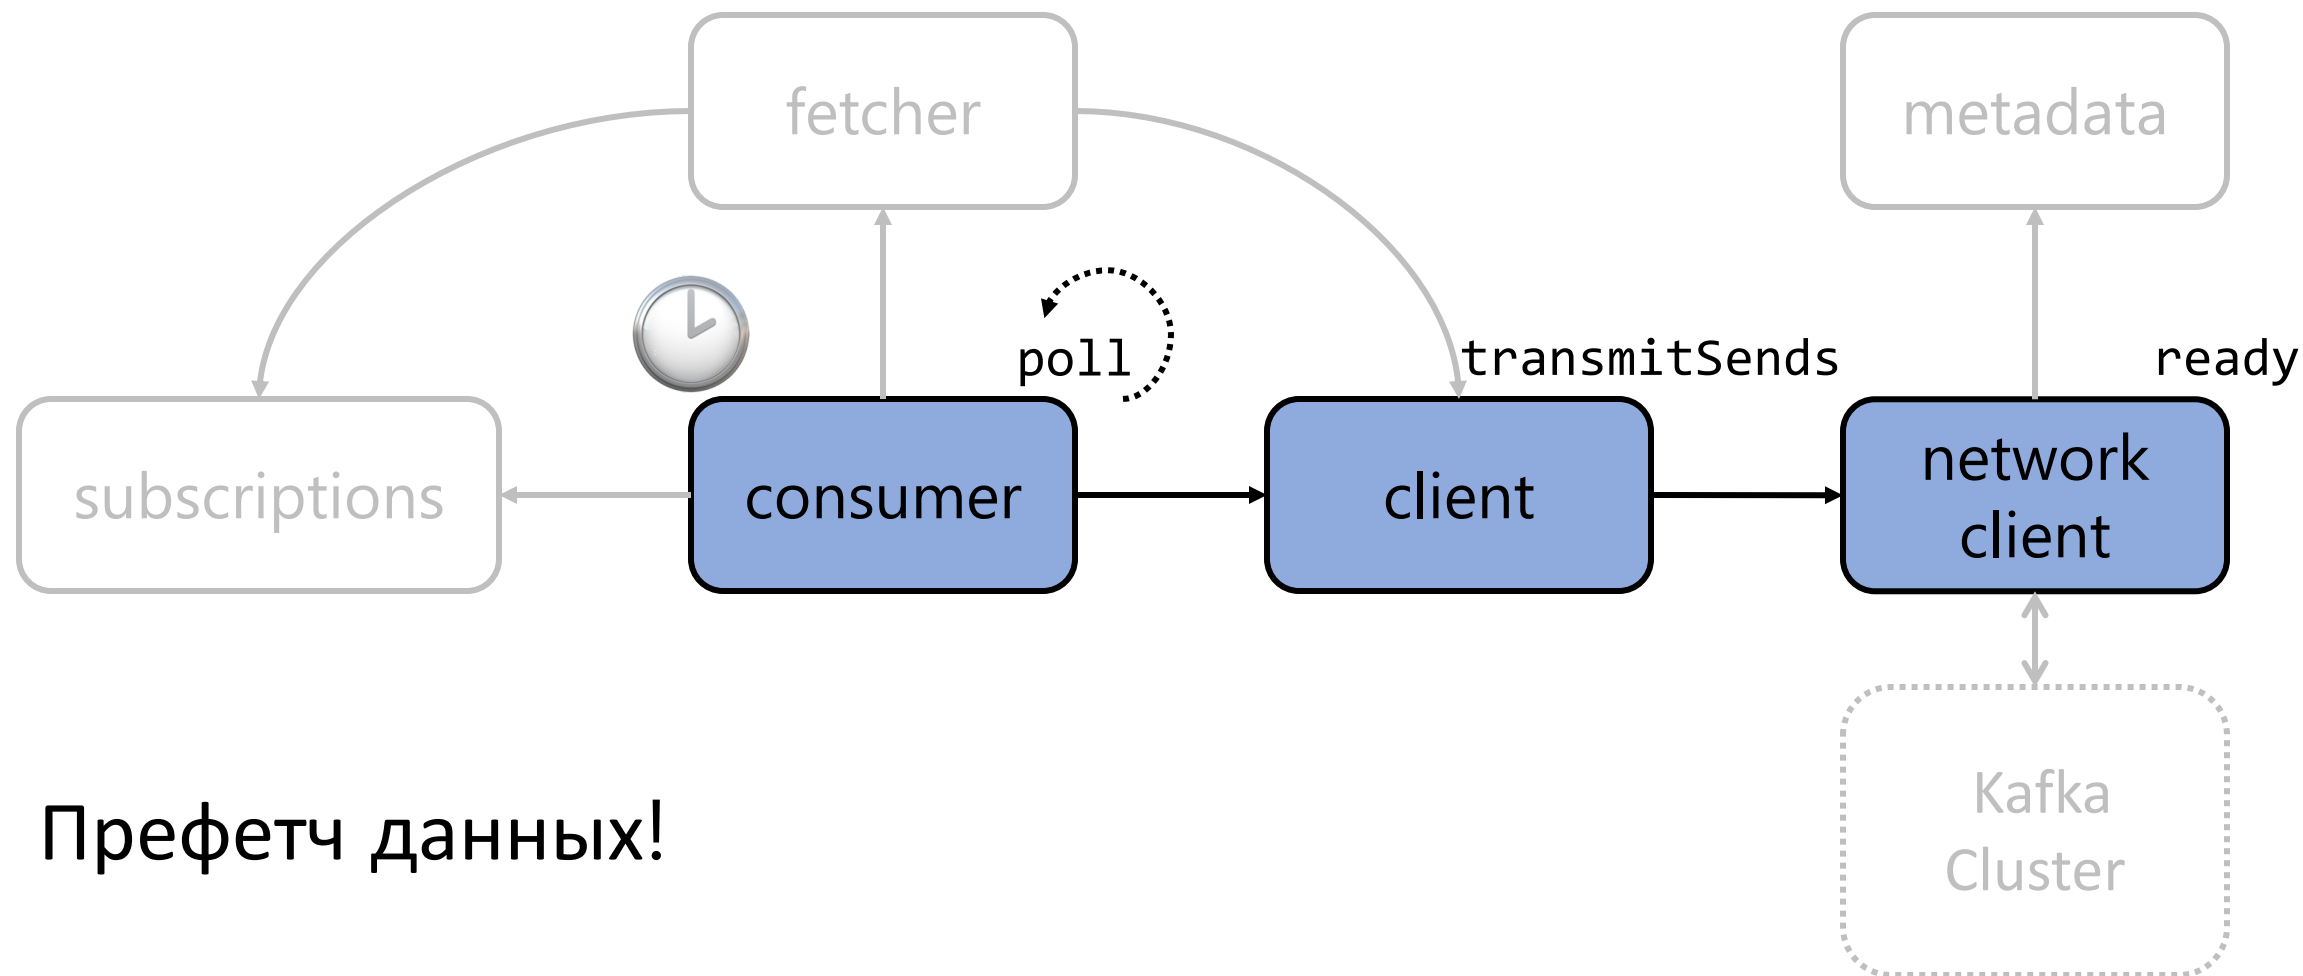 fetcher
metadata
poll
transmitSends
ready
subscriptions
consumer
client
network
client
Kafka
Cluster
Префетч данных!